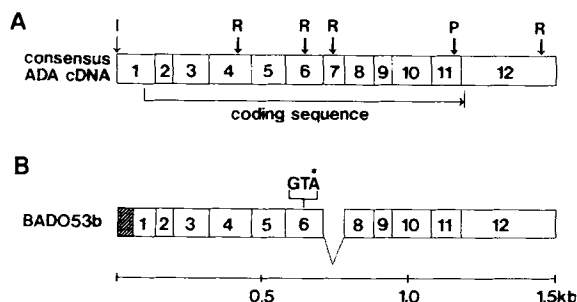 A
I R R R P R
consensus
ADA cDNA
1 2 3 4 5 6 7 8 9 10 11 12
coding sequence
B
GTA*
BADO53b
1 2 3 4 5 6 8 9 10 11 12
0.5 1.0 1.5kb